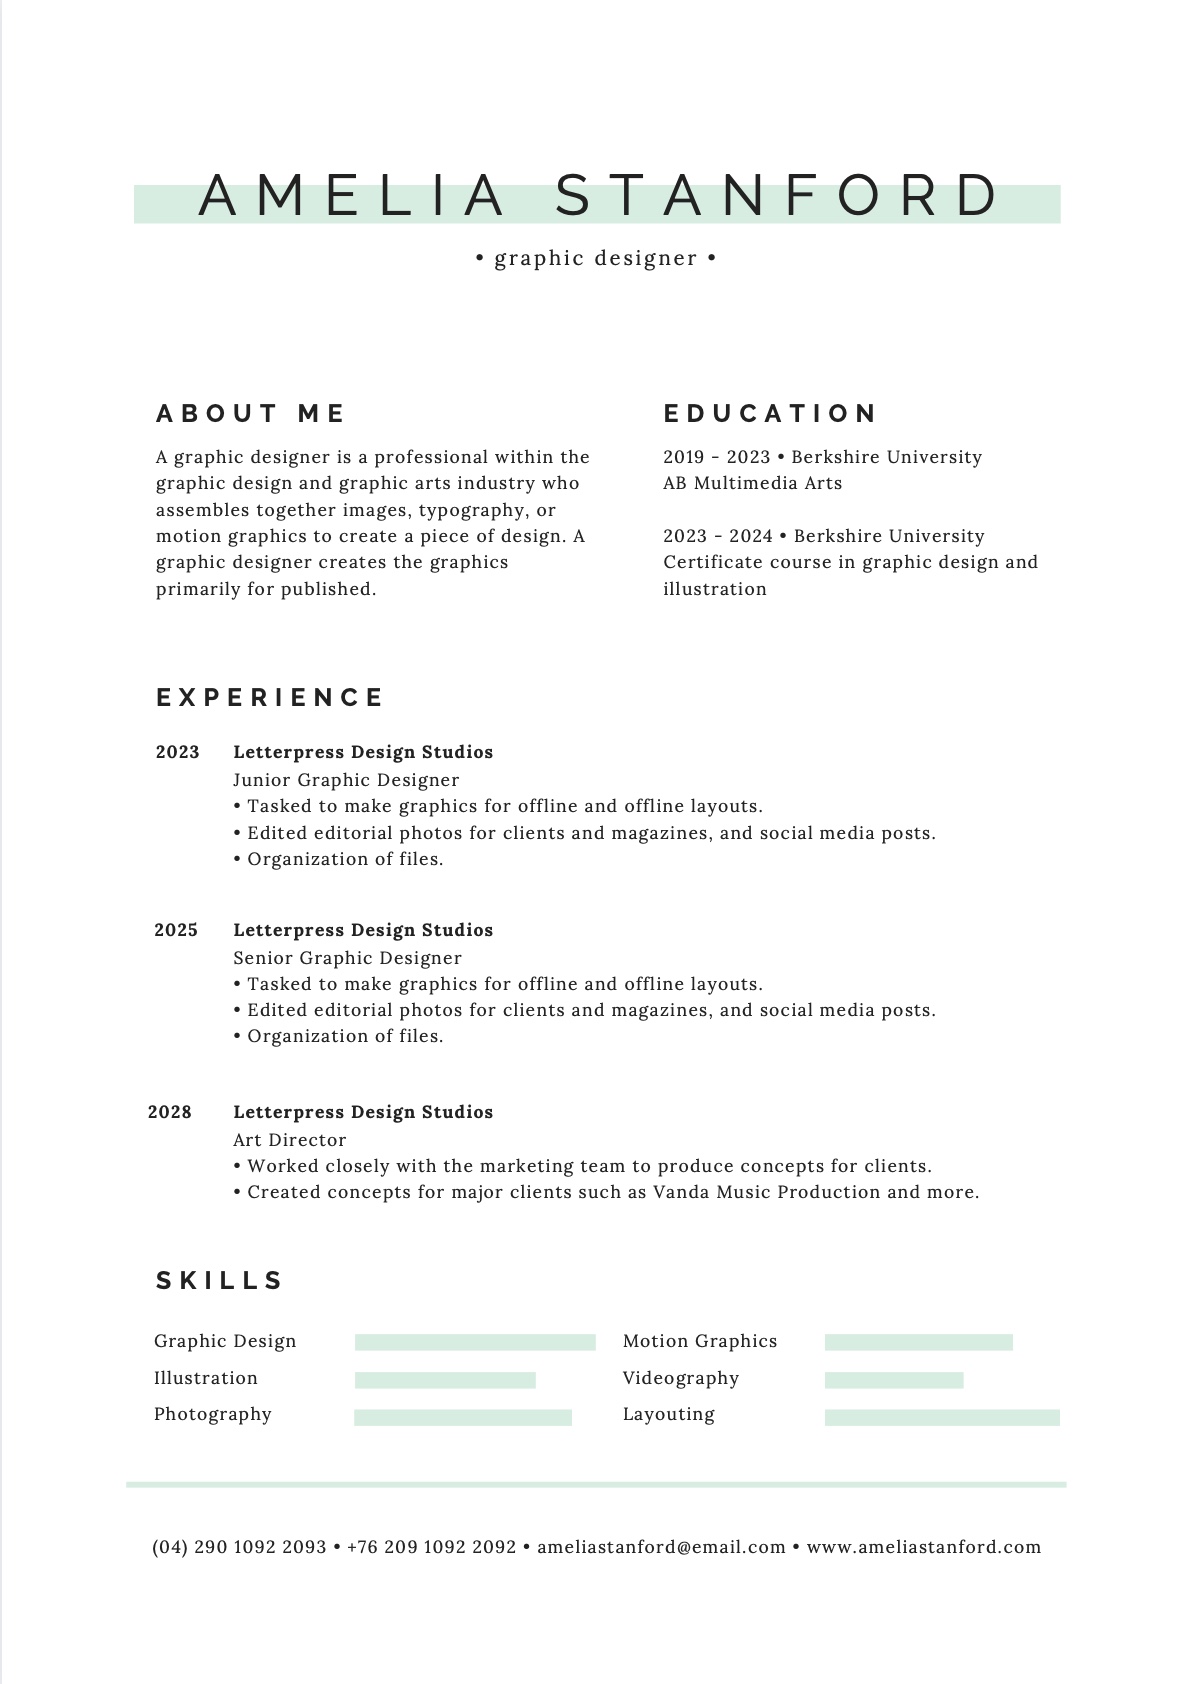 AMELIA STANFORD
• graphic designer •
ABOUT ME
A graphic designer is a professional within the
graphic design and graphic arts industry who
assembles together images, typography, or
motion graphics to create a piece of design. A
graphic designer creates the graphics
primarily for published.
EDUCATION
2019 - 2023 • Berkshire University
AB Multimedia Arts
2023 - 2024 • Berkshire University
Certificate course in graphic design and
illustration
EXPERIENCE
2023 Letterpress Design Studios
Junior Graphic Designer
• Tasked to make graphics for offline and offline layouts.
• Edited editorial photos for clients and magazines, and social media posts.
• Organization of files.
2025 Letterpress Design Studios
Senior Graphic Designer
• Tasked to make graphics for offline and offline layouts.
• Edited editorial photos for clients and magazines, and social media posts.
• Organization of files.
2028 Letterpress Design Studios
Art Director
• Worked closely with the marketing team to produce concepts for clients.
• Created concepts for major clients such as Vanda Music Production and more.
SKILLS
Graphic Design
Illustration
Photography
Motion Graphics
Videography
Layouting
(04) 290 1092 2093 • +76 209 1092 2092 • ameliastanford@email.com • www.ameliastanford.com